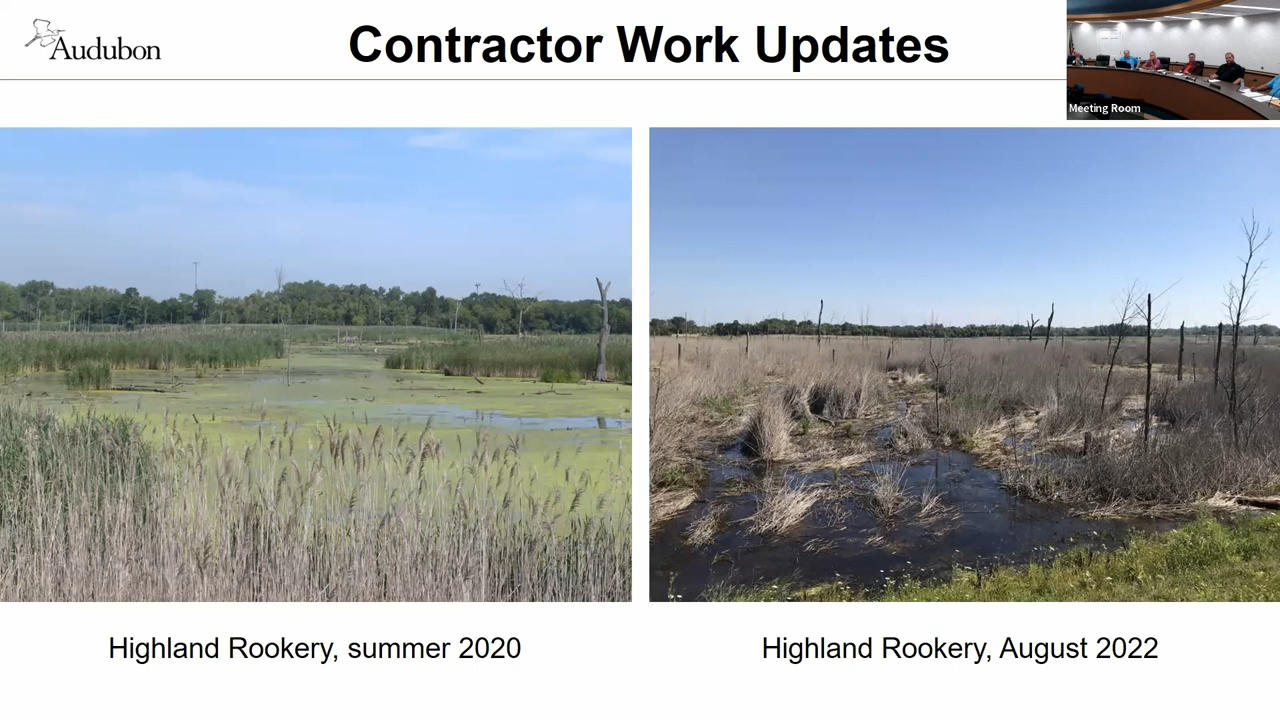 Audubon
Contractor Work Updates
Meeting Room
Highland Rookery, summer 2020
Highland Rookery, August 2022